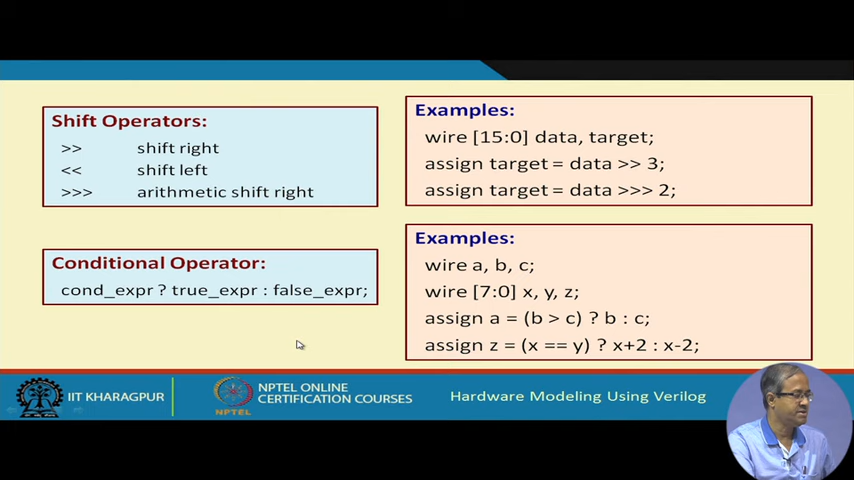 Shift Operators:
>> shift right
<< shift left
>>> arithmetic shift right
Conditional Operator:
cond_expr ? true_expr : false_expr;
Examples:
wire [15:0] data, target;
assign target = data >> 3;
assign target = data >>> 2;
Examples:
wire a, b, c;
wire [7:0] x, y, z;
assign a = (b > c) ? b : c;
assign z = (x == y) ? x+2 : x-2;
IIT KHARAGPUR
NPTEL
NPTEL ONLINE
CERTIFICATION COURSES
Hardware Modeling Using Verilog